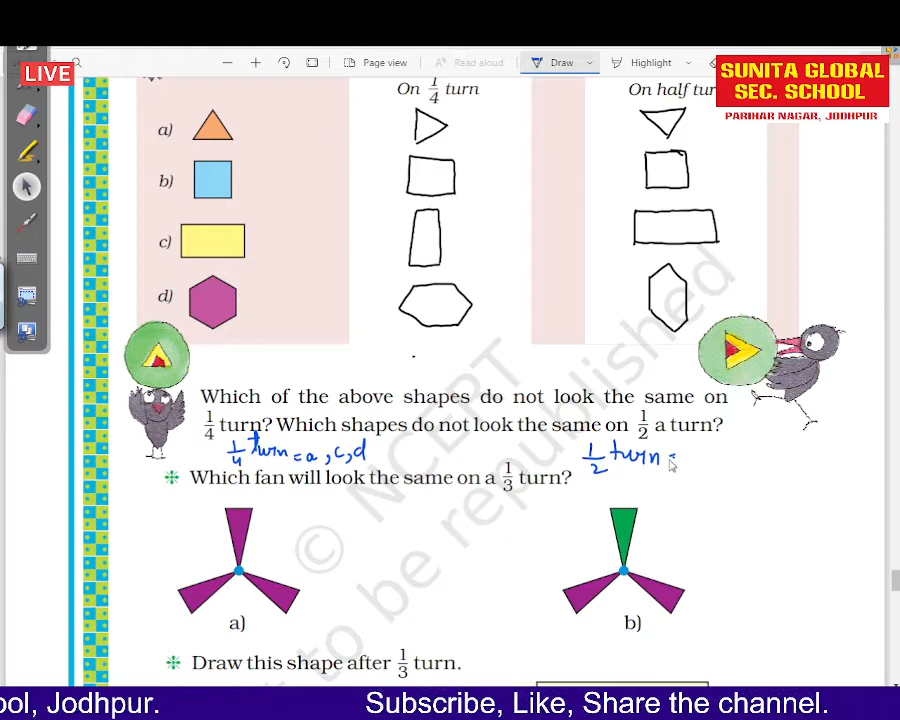 LIVE
Page view
Read aloud
Draw
Highlight
SUNITA GLOBAL
SEC. SCHOOL
PARIHAR NAGAR, JODHPUR
On 1/4 turn
On half tur
a)
b)
c)
d)
Which of the above shapes do not look the same on
1/4 turn? Which shapes do not look the same on 1/2 a turn?
1/4 turn = a, c, d
1/2 turn =
Which fan will look the same on a 1/3 turn?
a)
b)
Draw this shape after 1/3 turn.
© NCERT
t to be republished
ool, Jodhpur.
Subscribe, Like, Share the channel.